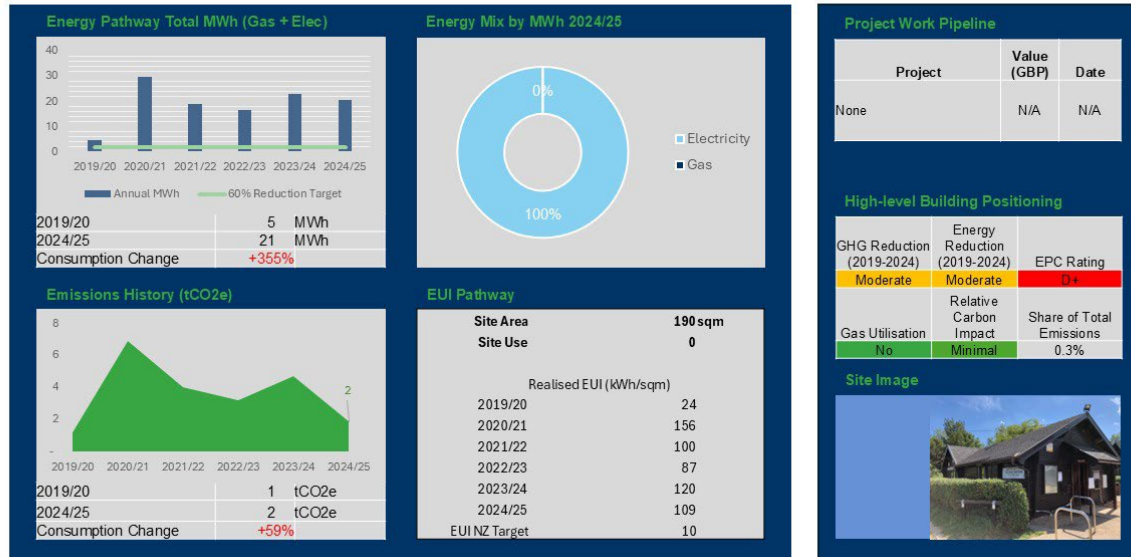 Energy Pathway Total MWh (Gas + Elec)
40
30
20
10
0
2019/20 2020/21 2021/22 2022/23 2023/24 2024/25
Annual MWh 60% Reduction Target
2019/20 5 MWh
2024/25 21 MWh
Consumption Change +355%
Energy Mix by MWh 2024/25
0%
100%
Electricity
Gas
Emissions History (tCO2e)
8
6
4
2
-
2
2019/20 2020/21 2021/22 2022/23 2023/24 2024/25
2019/20 1 tCO2e
2024/25 2 tCO2e
Consumption Change +59%
EUI Pathway
Site Area 190 sqm
Site Use 0
Realised EUI (kWh/sqm)
2019/20 24
2020/21 156
2021/22 100
2022/23 87
2023/24 120
2024/25 109
EUI NZ Target 10
Project Work Pipeline
Project Value (GBP) Date
None N/A N/A
High-level Building Positioning
GHG Reduction (2019-2024) Energy Reduction (2019-2024) EPC Rating
Moderate Moderate D+
Gas Utilisation Relative Carbon Impact Share of Total Emissions
No Minimal 0.3%
Site Image